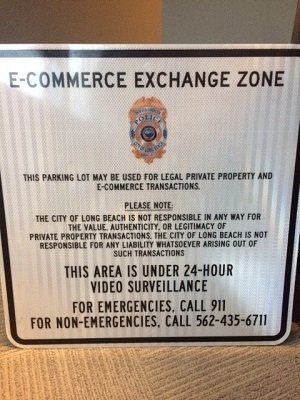 E-COMMERCE EXCHANGE ZONE
POLICE
THIS PARKING LOT MAY BE USED FOR LEGAL PRIVATE PROPERTY AND
E-COMMERCE TRANSACTIONS.
PLEASE NOTE:
THE CITY OF LONG BEACH IS NOT RESPONSIBLE IN ANY WAY FOR
THE VALUE, AUTHENTICITY, OR LEGITIMACY OF
PRIVATE PROPERTY TRANSACTIONS. THE CITY OF LONG BEACH IS NOT
RESPONSIBLE FOR ANY LIABILITY WHATSOEVER ARISING OUT OF
SUCH TRANSACTIONS
THIS AREA IS UNDER 24-HOUR
VIDEO SURVEILLANCE
FOR EMERGENCIES, CALL 911
FOR NON-EMERGENCIES, CALL 562-435-6711